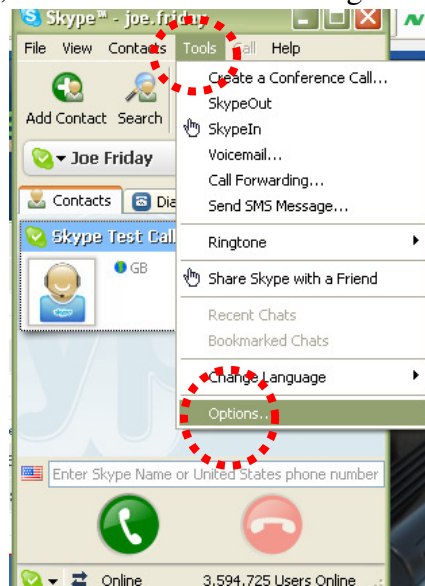 Skype™ - joe.friday
File View Contacts Tools Call Help
Create a Conference Call...
SkypeOut
SkypeIn
Voicemail...
Call Forwarding...
Send SMS Message...
Ringtone
Share Skype with a Friend
Recent Chats
Bookmarked Chats
Change Language
Options...
Add Contact Search
Joe Friday
Contacts Dia
Skype Test Call
GB
Enter Skype Name or United States phone number
Online 3,594,725 Users Online